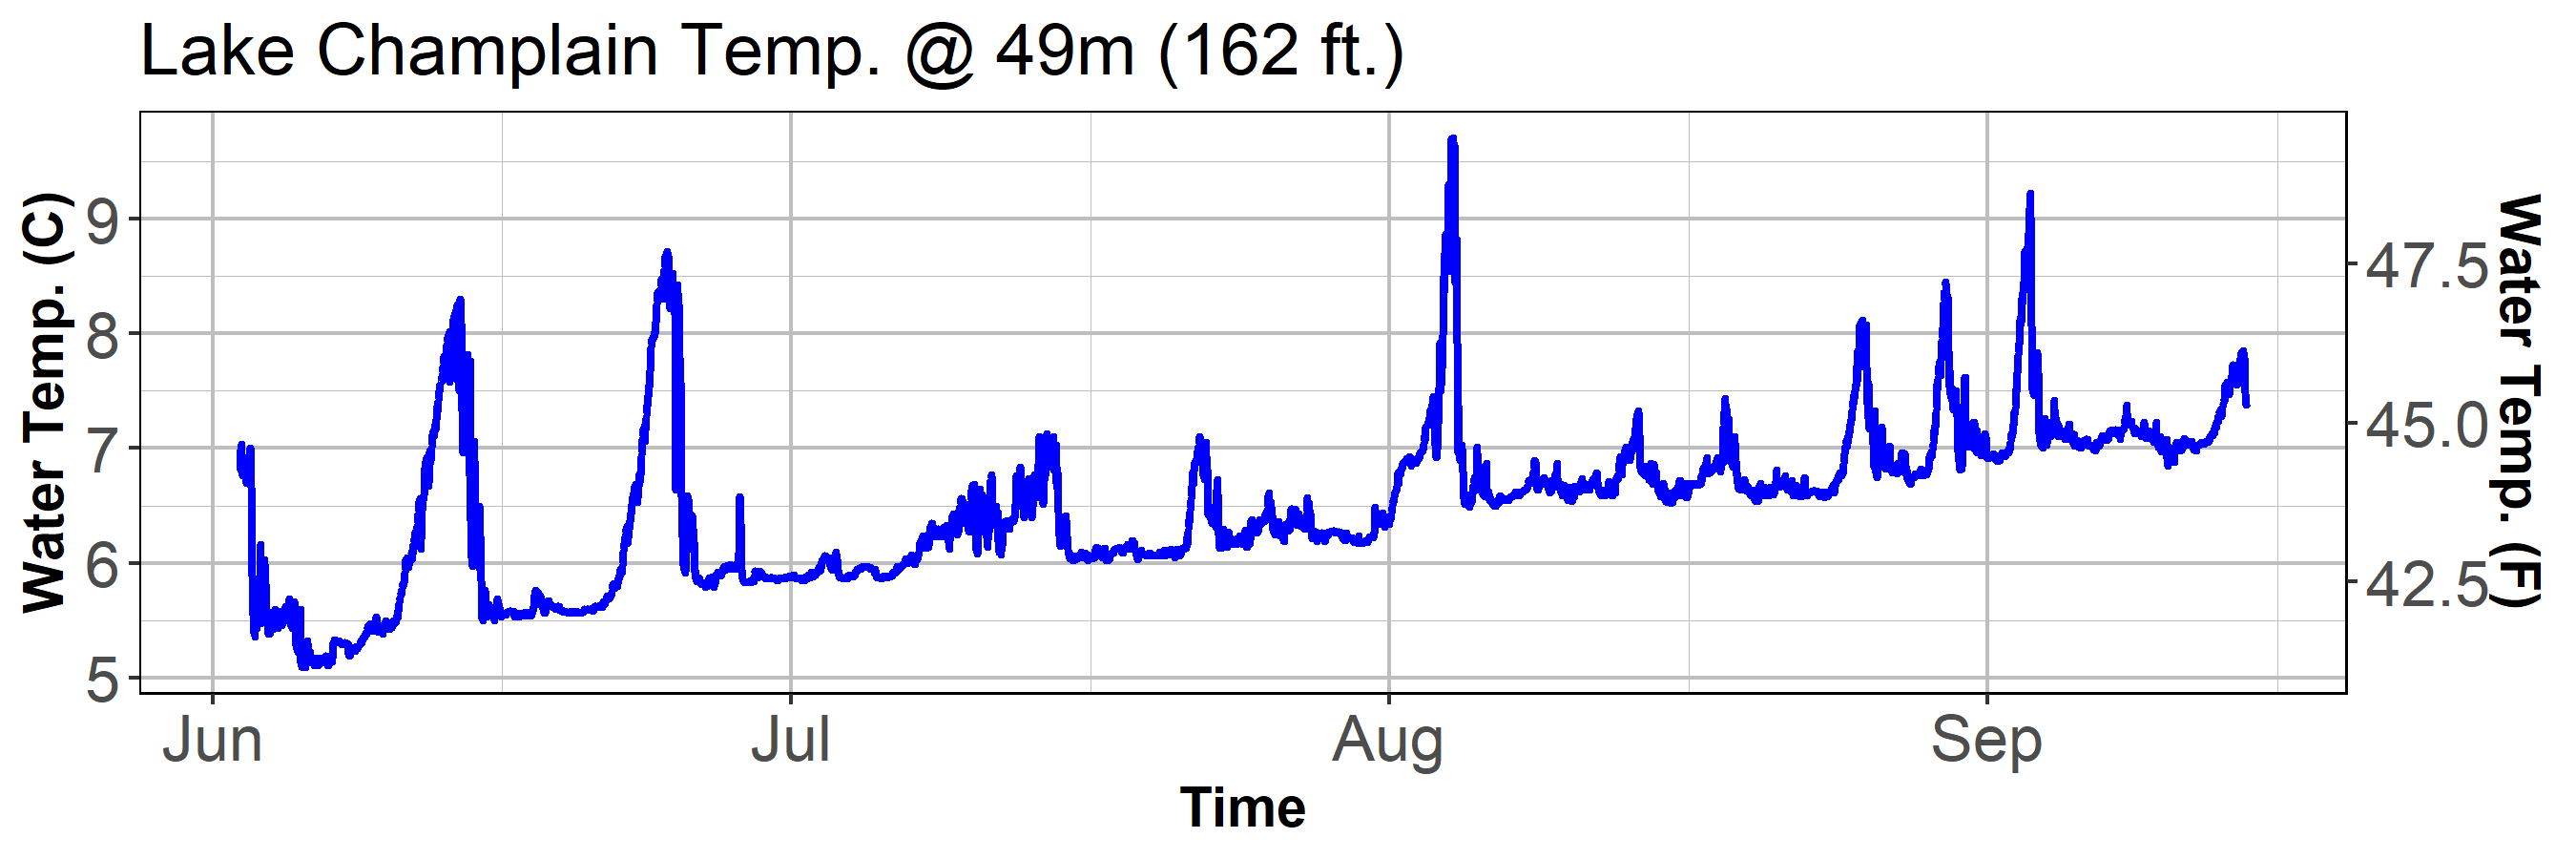 Lake Champlain Temp. @ 49m (162 ft.)
Water Temp. (C)
9
8
7
6
5
47.5
45.0
42.5
Water Temp. (F)
Jun Jul Aug Sep
Time